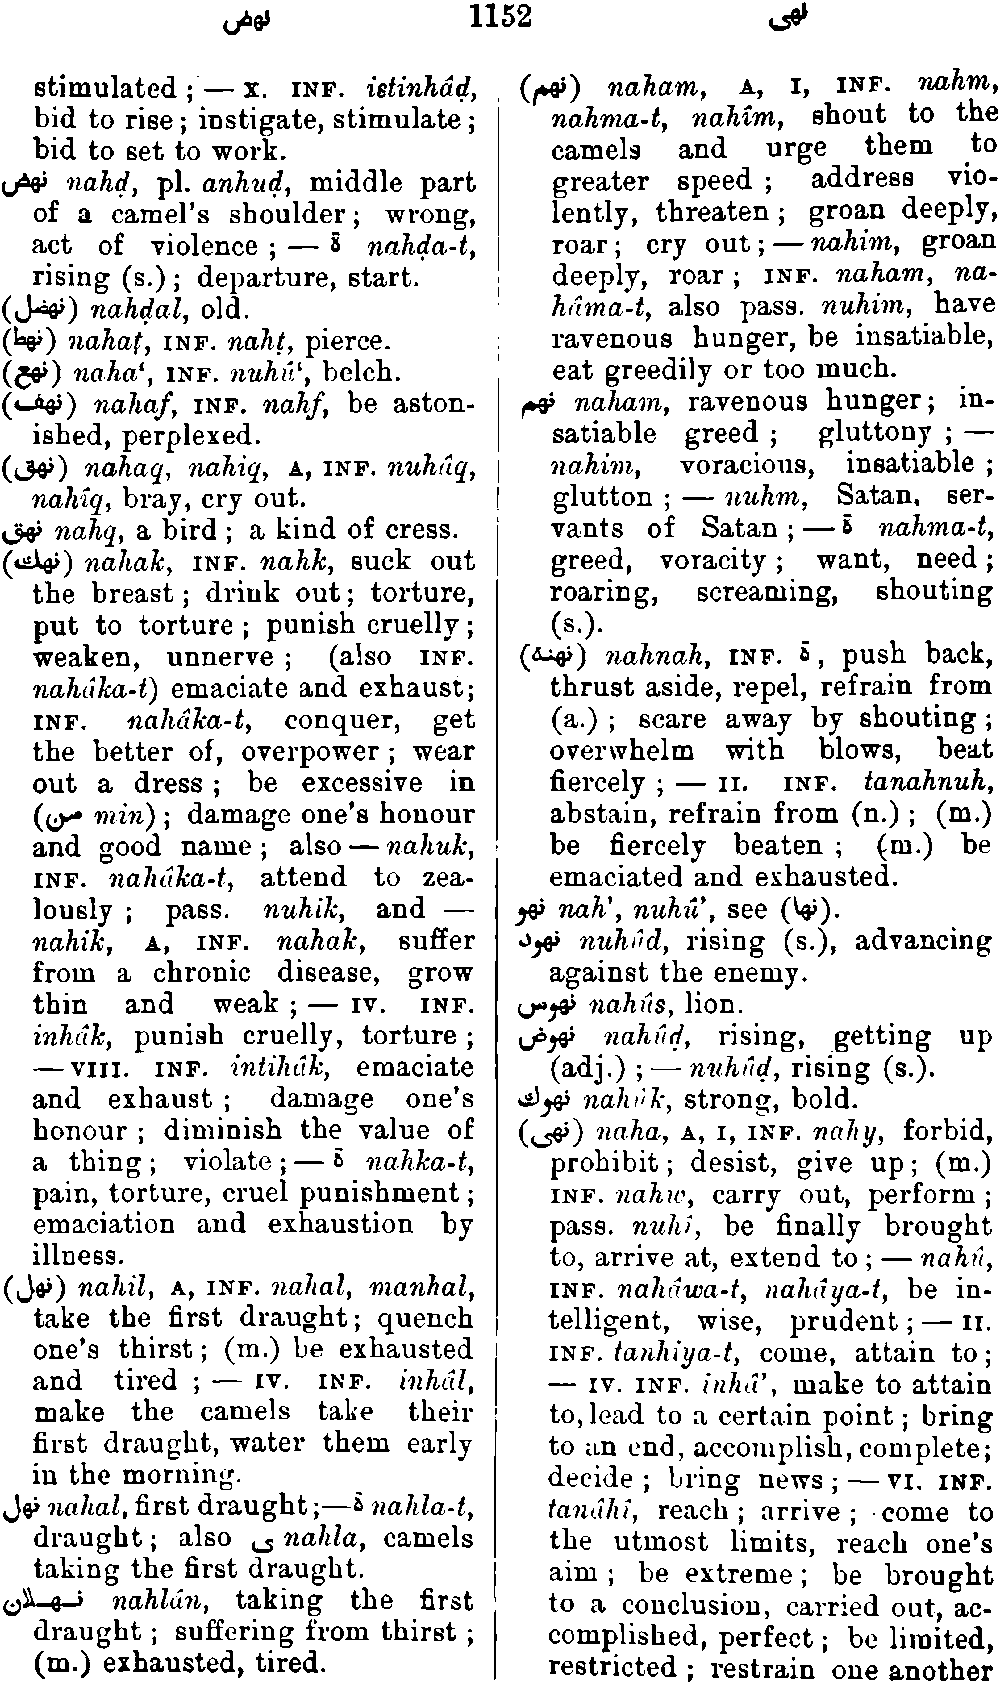 نهض 1152 نهى
stimulated ; — X. INF. istinhâḍ,
bid to rise ; instigate, stimulate ;
bid to set to work.
نهض nahḍ, pl. anhuḍ, middle part
of a camel's shoulder ; wrong,
act of violence ; — ة nahḍa-t,
rising (s.) ; departure, start.
(نهضل) nahḍal, old.
(نهط) nahaṭ, INF. nahṭ, pierce.
(نهع) naha‘, INF. nuhû‘, belch.
(نهف) nahaf, INF. nahf, be aston-
ished, perplexed.
(نهق) nahaq, nahiq, A, INF. nuhâq,
nahîq, bray, cry out.
نهق nahq, a bird ; a kind of cress.
(نهك) nahak, INF. nahk, suck out
the breast ; drink out ; torture,
put to torture ; punish cruelly ;
weaken, unnerve ; (also INF.
nahâka-t) emaciate and exhaust ;
INF. nahâka-t, conquer, get
the better of, overpower ; wear
out a dress ; be excessive in
(من min) ; damage one's honour
and good name ; also — nahuk,
INF. nahâka-t, attend to zea-
lously ; pass. nuhik, and —
nahik, A, INF. nahak, suffer
from a chronic disease, grow
thin and weak ; — IV. INF.
inhâk, punish cruelly, torture ;
— VIII. INF. intihâk, emaciate
and exhaust ; damage one's
honour ; diminish the value of
a thing ; violate ; — ة nahka-t,
pain, torture, cruel punishment ;
emaciation and exhaustion by
illness.
(نهل) nahil, A, INF. nahal, manhal,
take the first draught ; quench
one's thirst ; (m.) be exhausted
and tired ; — IV. INF. inhâl,
make the camels take their
first draught, water them early
in the morning.
نهل nahal, first draught ; — ة nahla-t,
draught ; also ى nahla, camels
taking the first draught.
نهلان nahlân, taking the first
draught ; suffering from thirst ;
(m.) exhausted, tired.
(نهم) naham, A, I, INF. nahm,
nahma-t, nahîm, shout to the
camels and urge them to
greater speed ; address vio-
lently, threaten ; groan deeply,
roar ; cry out ; — nahim, groan
deeply, roar ; INF. naham, na-
hâma-t, also pass. nuhim, have
ravenous hunger, be insatiable,
eat greedily or too much.
نهم naham, ravenous hunger ; in-
satiable greed ; gluttony ; —
nahim, voracious, insatiable ;
glutton ; — nuhm, Satan, ser-
vants of Satan ; — ة nahma-t,
greed, voracity ; want, need ;
roaring, screaming, shouting
(s.).
(نهنه) nahnah, INF. ة, push back,
thrust aside, repel, refrain from
(a.) ; scare away by shouting ;
overwhelm with blows, beat
fiercely ; — II. INF. tanahnuh,
abstain, refrain from (n.) ; (m.)
be fiercely beaten ; (m.) be
emaciated and exhausted.
نهو nah', nuhû', see (نها).
نهود nuhûd, rising (s.), advancing
against the enemy.
نهوس nahûs, lion.
نهوض nahûḍ, rising, getting up
(adj.) ; — nuhûḍ, rising (s.).
نهوك nahûk, strong, bold.
(نهى) naha, A, I, INF. nahy, forbid,
prohibit ; desist, give up ; (m.)
INF. nahw, carry out, perform ;
pass. nuhî, be finally brought
to, arrive at, extend to ; — nahû,
INF. nahâwa-t, nahâya-t, be in-
telligent, wise, prudent ; — II.
INF. tanhiya-t, come, attain to ;
— IV. INF. inhâ', make to attain
to, lead to a certain point ; bring
to an end, accomplish, complete ;
decide ; bring news ; — VI. INF.
tanâhî, reach ; arrive ; come to
the utmost limits, reach one's
aim ; be extreme ; be brought
to a conclusion, carried out, ac-
complished, perfect ; be limited,
restricted ; restrain one another